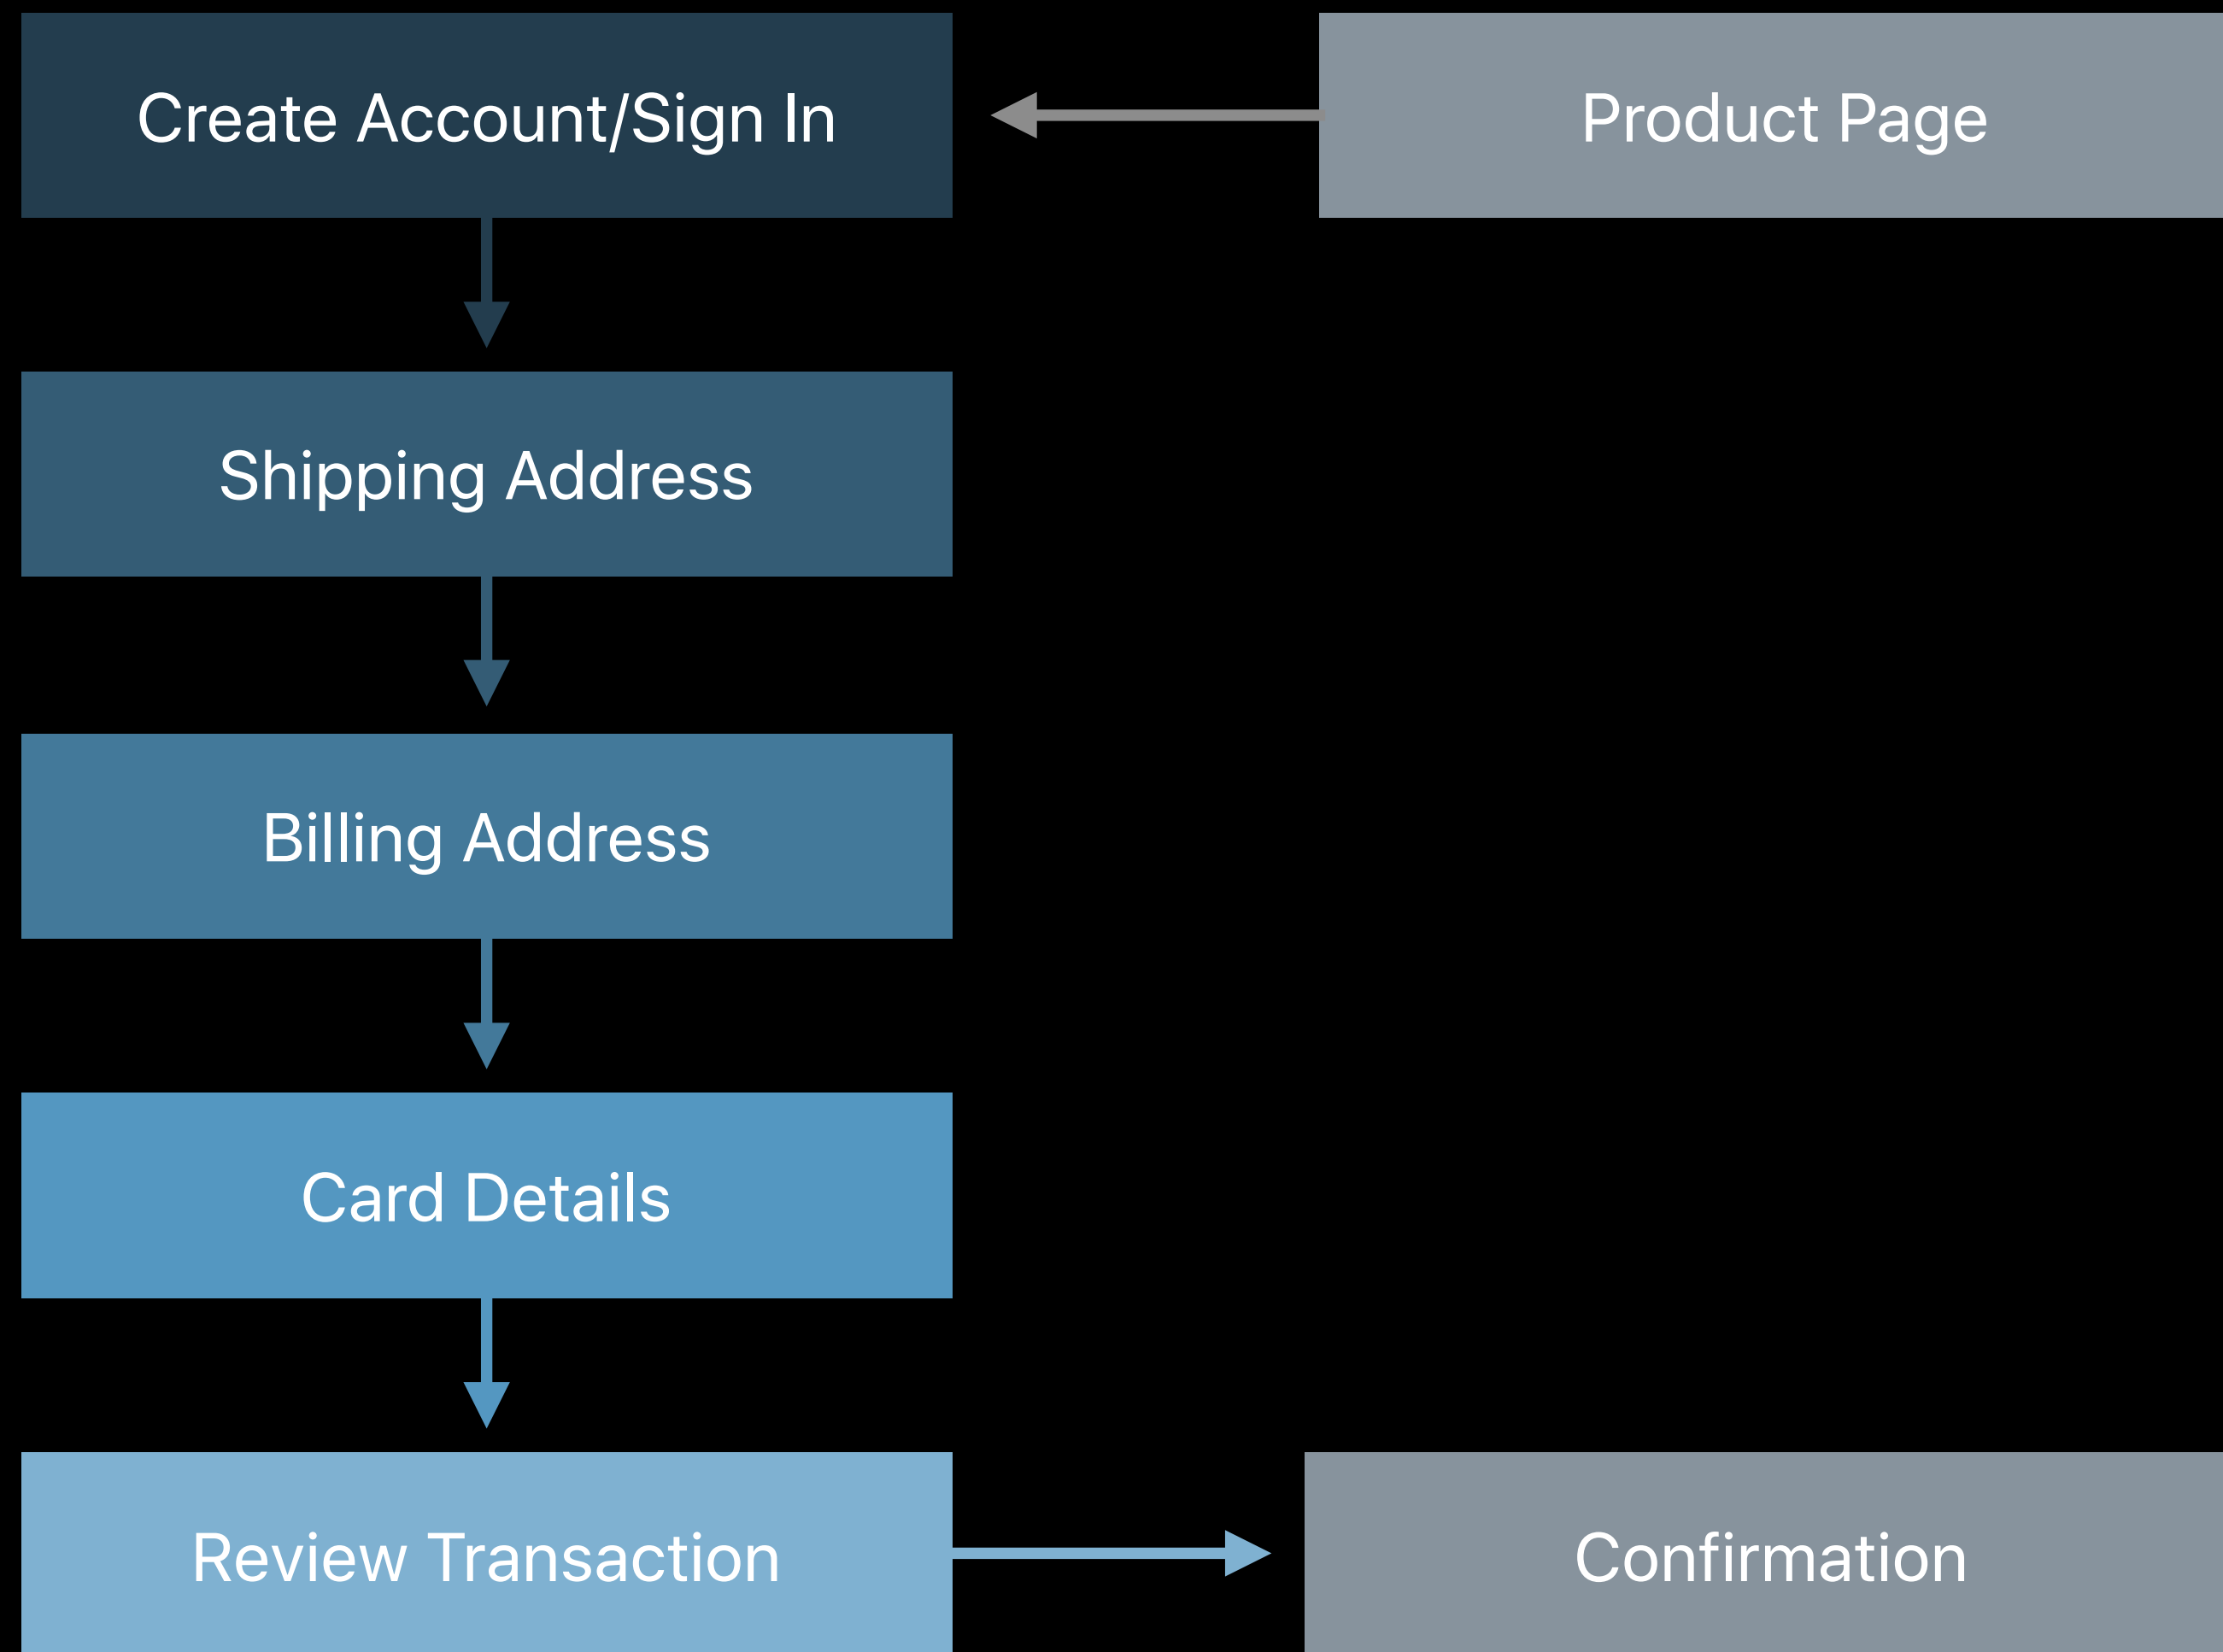 Create Account/Sign In
Product Page
Shipping Address
Billing Address
Card Details
Review Transaction
Confirmation